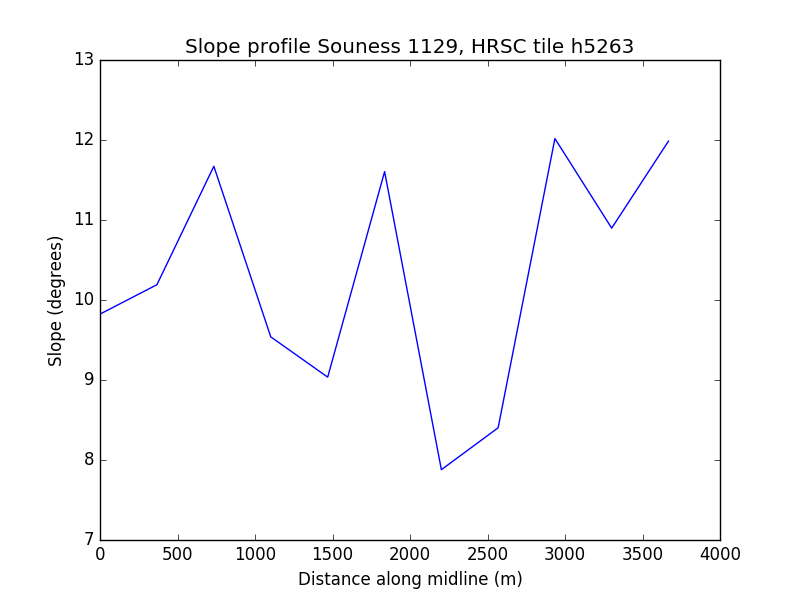 Slope profile Souness 1129, HRSC tile h5263
13
12
11
10
9
8
7
Slope (degrees)
0 500 1000 1500 2000 2500 3000 3500 4000
Distance along midline (m)